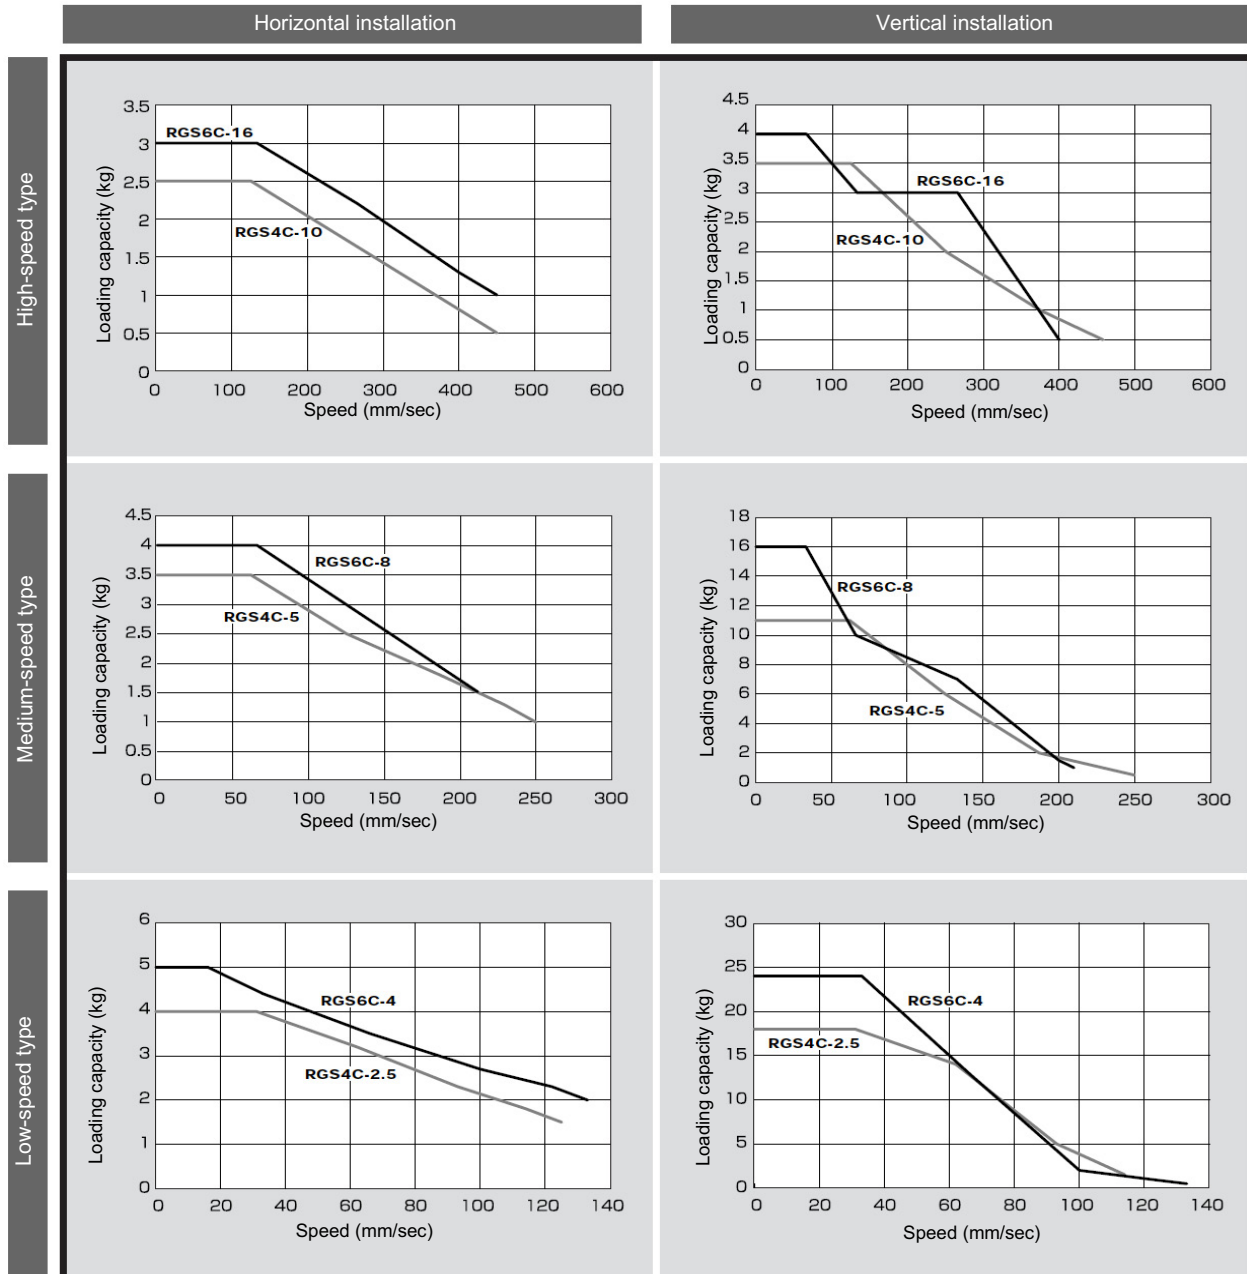 Horizontal installation
Vertical installation
High-speed type
3.5
3
2.5
2
1.5
1
0.5
0
Loading capacity (kg)
RGS6C-16
RGS4C-10
0 100 200 300 400 500 600
Speed (mm/sec)
4.5
4
3.5
3
2.5
2
1.5
1
0.5
0
Loading capacity (kg)
RGS6C-16
RGS4C-10
0 100 200 300 400 500 600
Speed (mm/sec)
Medium-speed type
4.5
4
3.5
3
2.5
2
1.5
1
0.5
0
Loading capacity (kg)
RGS6C-8
RGS4C-5
0 50 100 150 200 250 300
Speed (mm/sec)
18
16
14
12
10
8
6
4
2
0
Loading capacity (kg)
RGS6C-8
RGS4C-5
0 50 100 150 200 250 300
Speed (mm/sec)
Low-speed type
6
5
4
3
2
1
0
Loading capacity (kg)
RGS6C-4
RGS4C-2.5
0 20 40 60 80 100 120 140
Speed (mm/sec)
30
25
20
15
10
5
0
Loading capacity (kg)
RGS6C-4
RGS4C-2.5
0 20 40 60 80 100 120 140
Speed (mm/sec)